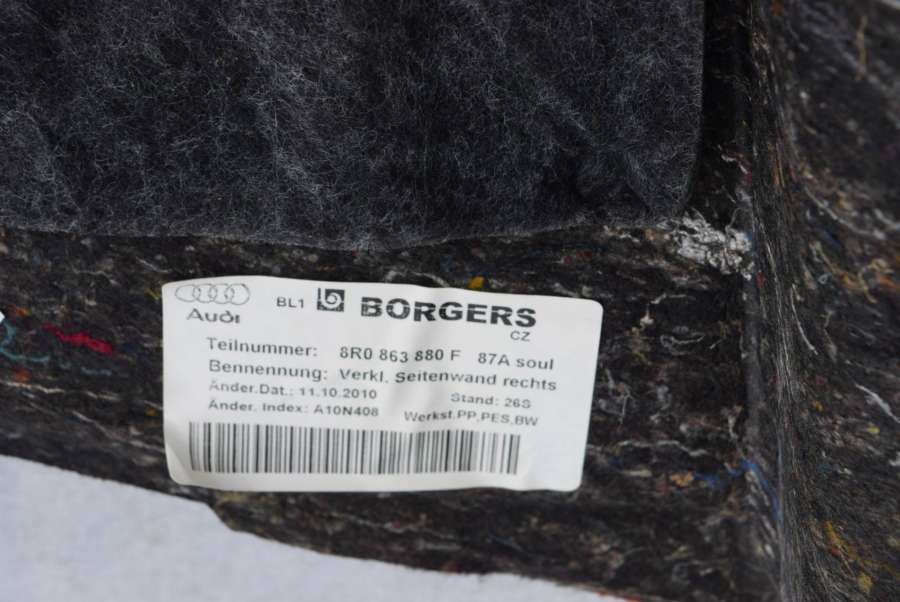 BL1 BORGERS
Audi
CZ
Teilnummer: 8R0 863 880 F 87A soul
Bennennung: Verkl. Seitenwand rechts
Änder.Dat.: 11.10.2010 Stand: 26S
Änder. Index: A10N408 Werkst.PP,PES,BW